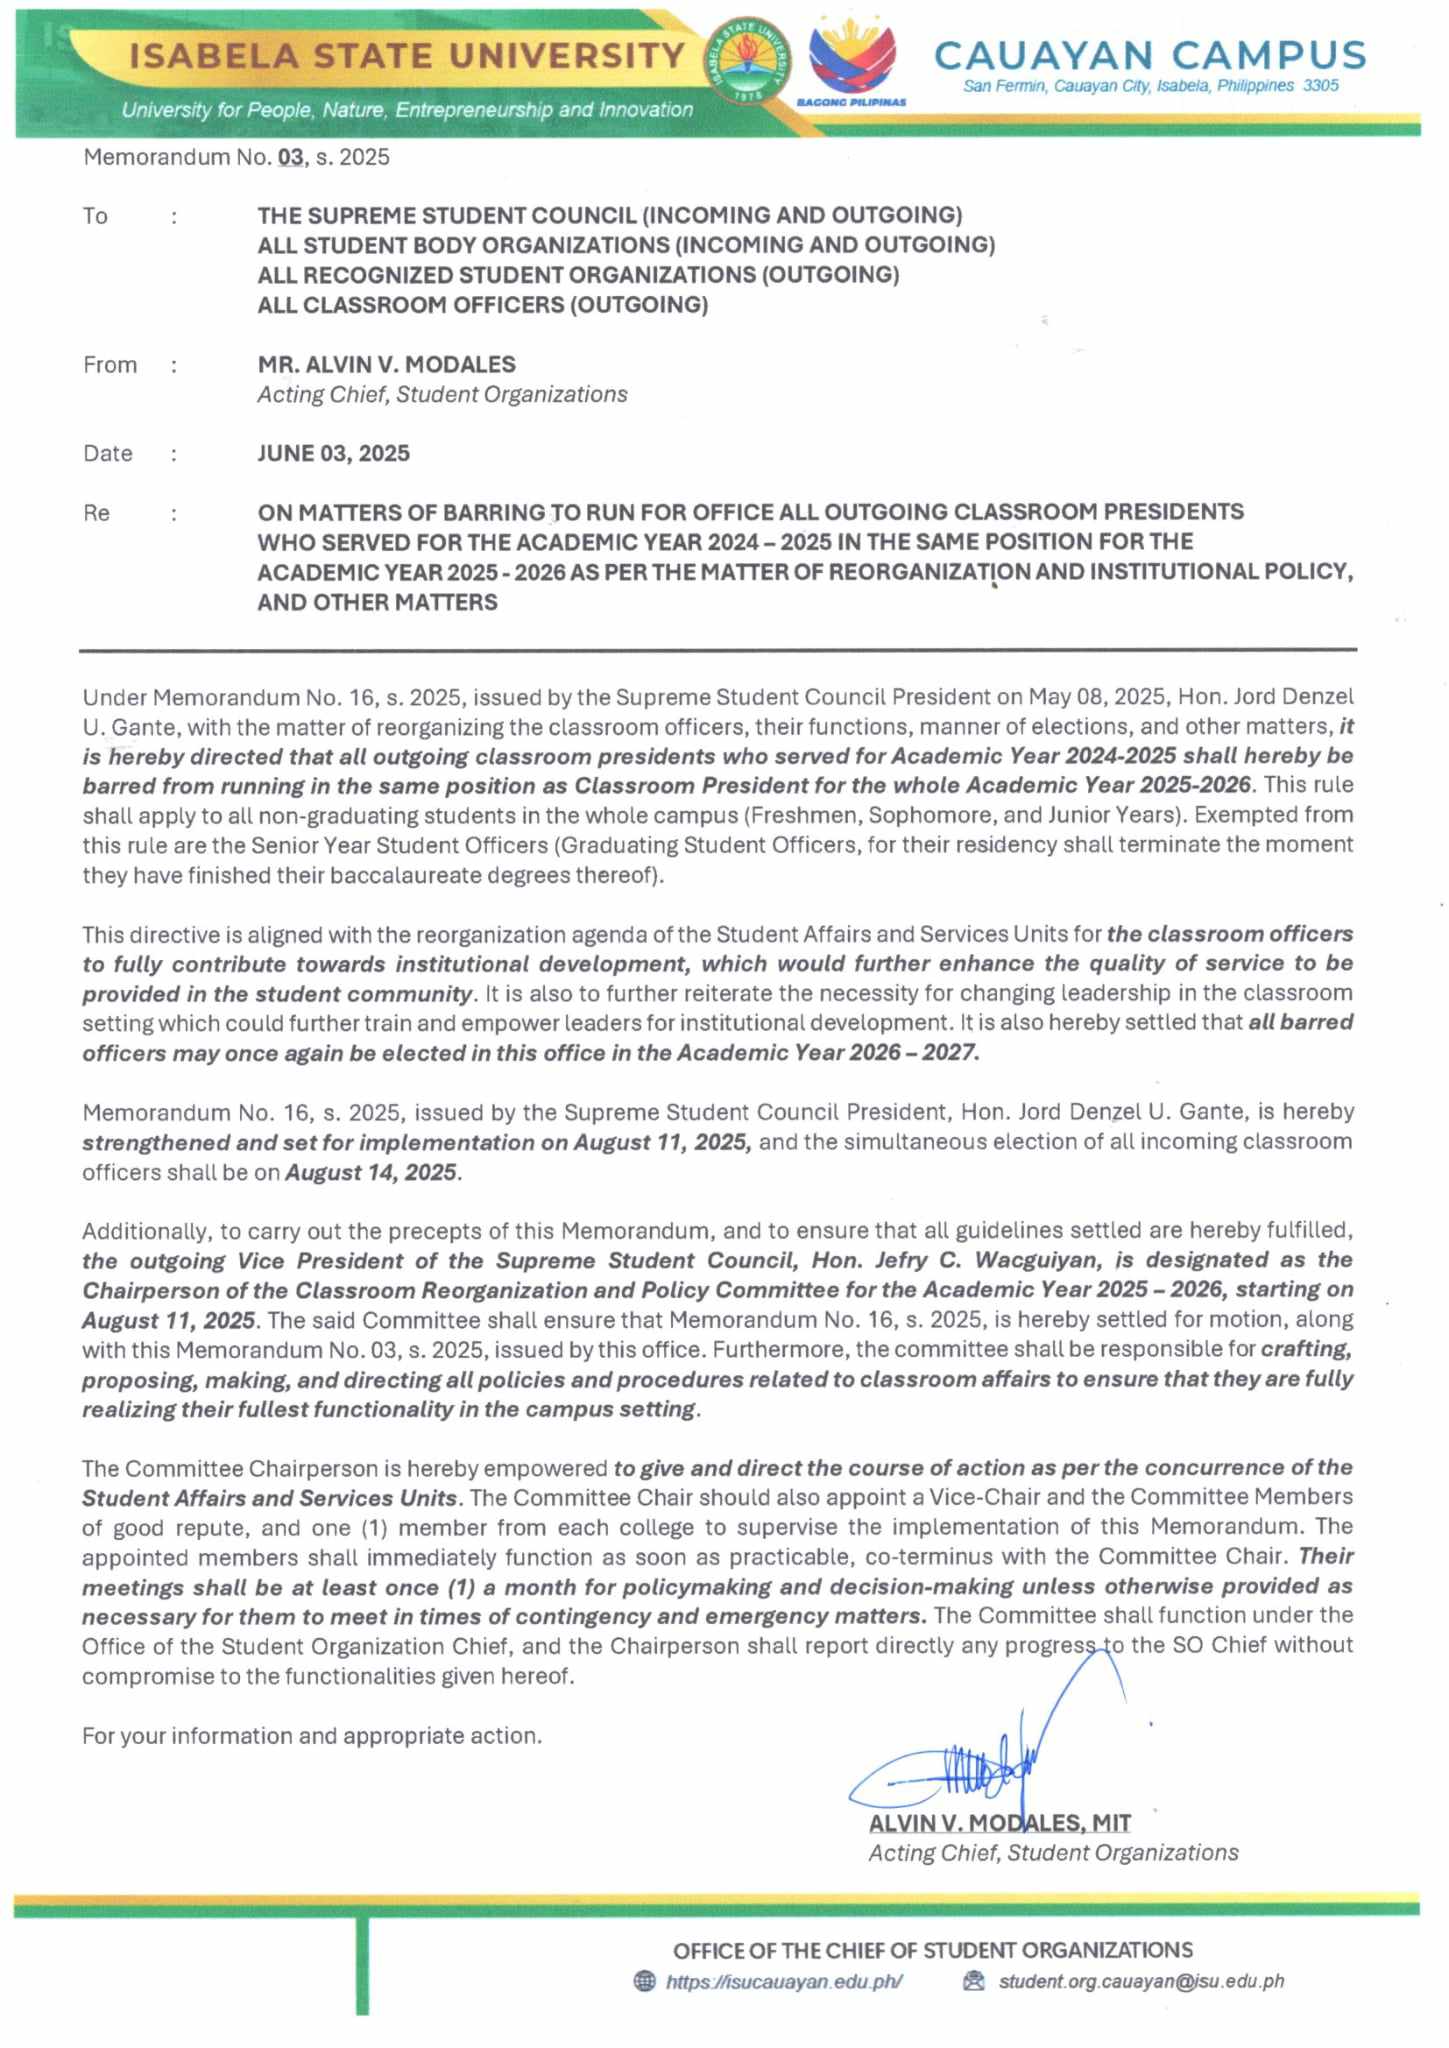 ISABELA STATE UNIVERSITY
University for People, Nature, Entrepreneurship and Innovation
ISABELA STATE UNIVERSITY
1978
BAGONG PILIPINAS
CAUAYAN CAMPUS
San Fermin, Cauayan City, Isabela, Philippines 3305
Memorandum No. 03, s. 2025
To : THE SUPREME STUDENT COUNCIL (INCOMING AND OUTGOING)
ALL STUDENT BODY ORGANIZATIONS (INCOMING AND OUTGOING)
ALL RECOGNIZED STUDENT ORGANIZATIONS (OUTGOING)
ALL CLASSROOM OFFICERS (OUTGOING)
From : MR. ALVIN V. MODALES
Acting Chief, Student Organizations
Date : JUNE 03, 2025
Re : ON MATTERS OF BARRING TO RUN FOR OFFICE ALL OUTGOING CLASSROOM PRESIDENTS
WHO SERVED FOR THE ACADEMIC YEAR 2024 – 2025 IN THE SAME POSITION FOR THE
ACADEMIC YEAR 2025 - 2026 AS PER THE MATTER OF REORGANIZATION AND INSTITUTIONAL POLICY,
AND OTHER MATTERS
Under Memorandum No. 16, s. 2025, issued by the Supreme Student Council President on May 08, 2025, Hon. Jord Denzel
U. Gante, with the matter of reorganizing the classroom officers, their functions, manner of elections, and other matters, it
is hereby directed that all outgoing classroom presidents who served for Academic Year 2024-2025 shall hereby be
barred from running in the same position as Classroom President for the whole Academic Year 2025-2026. This rule
shall apply to all non-graduating students in the whole campus (Freshmen, Sophomore, and Junior Years). Exempted from
this rule are the Senior Year Student Officers (Graduating Student Officers, for their residency shall terminate the moment
they have finished their baccalaureate degrees thereof).
This directive is aligned with the reorganization agenda of the Student Affairs and Services Units for the classroom officers
to fully contribute towards institutional development, which would further enhance the quality of service to be
provided in the student community. It is also to further reiterate the necessity for changing leadership in the classroom
setting which could further train and empower leaders for institutional development. It is also hereby settled that all barred
officers may once again be elected in this office in the Academic Year 2026 – 2027.
Memorandum No. 16, s. 2025, issued by the Supreme Student Council President, Hon. Jord Denzel U. Gante, is hereby
strengthened and set for implementation on August 11, 2025, and the simultaneous election of all incoming classroom
officers shall be on August 14, 2025.
Additionally, to carry out the precepts of this Memorandum, and to ensure that all guidelines settled are hereby fulfilled,
the outgoing Vice President of the Supreme Student Council, Hon. Jefry C. Wacguiyan, is designated as the
Chairperson of the Classroom Reorganization and Policy Committee for the Academic Year 2025 – 2026, starting on
August 11, 2025. The said Committee shall ensure that Memorandum No. 16, s. 2025, is hereby settled for motion, along
with this Memorandum No. 03, s. 2025, issued by this office. Furthermore, the committee shall be responsible for crafting,
proposing, making, and directing all policies and procedures related to classroom affairs to ensure that they are fully
realizing their fullest functionality in the campus setting.
The Committee Chairperson is hereby empowered to give and direct the course of action as per the concurrence of the
Student Affairs and Services Units. The Committee Chair should also appoint a Vice-Chair and the Committee Members
of good repute, and one (1) member from each college to supervise the implementation of this Memorandum. The
appointed members shall immediately function as soon as practicable, co-terminus with the Committee Chair. Their
meetings shall be at least once (1) a month for policymaking and decision-making unless otherwise provided as
necessary for them to meet in times of contingency and emergency matters. The Committee shall function under the
Office of the Student Organization Chief, and the Chairperson shall report directly any progress to the SO Chief without
compromise to the functionalities given hereof.
For your information and appropriate action.
ALVIN V. MODALES, MIT
Acting Chief, Student Organizations
OFFICE OF THE CHIEF OF STUDENT ORGANIZATIONS
https://isucauayan.edu.ph/ student.org.cauayan@isu.edu.ph